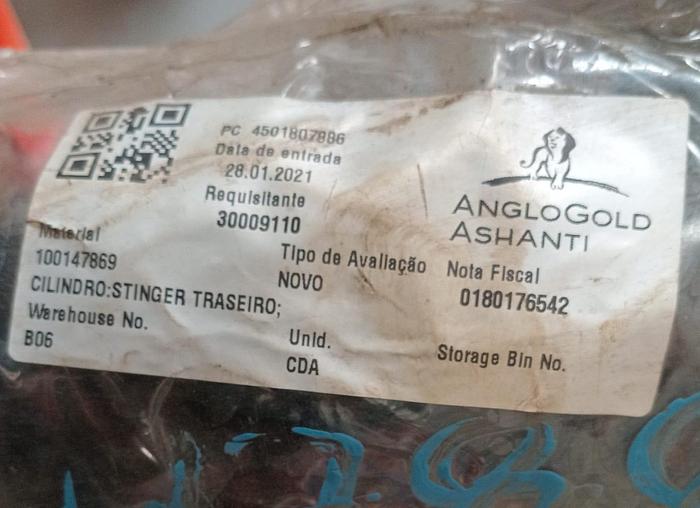 PC 4501807886
Data de entrada
28.01.2021
Requisitante
30009110
ANGLOGOLD
ASHANTI
Material
100147869
Tipo de Avaliação
NOVO
Nota Fiscal
0180176542
CILINDRO:STINGER TRASEIRO;
Warehouse No.
B06
Unid.
CDA
Storage Bin No.